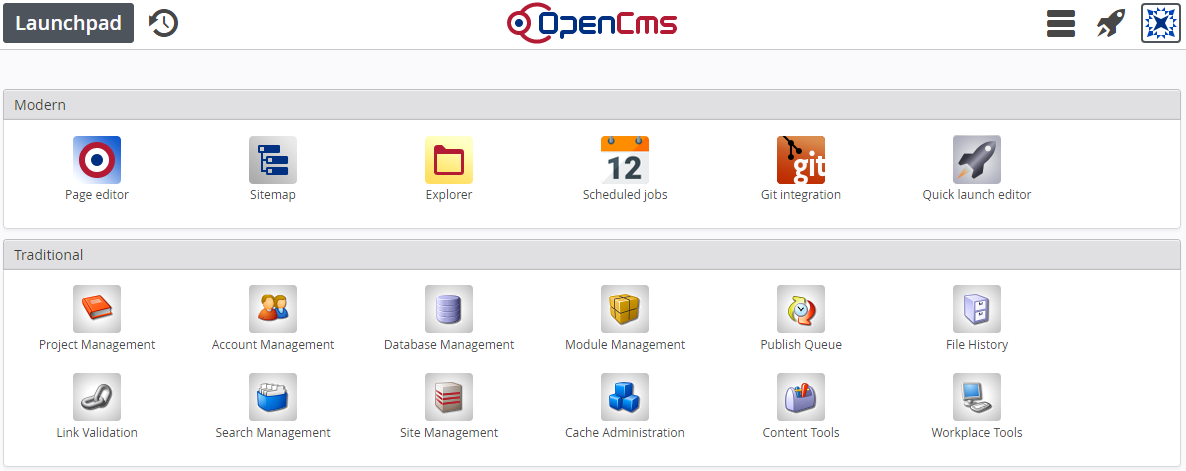 Launchpad
OpenCms
Modern
Page editor
Sitemap
Explorer
12
Scheduled jobs
git
Git integration
Quick launch editor
Traditional
Project Management
Account Management
Database Management
Module Management
Publish Queue
File History
Link Validation
Search Management
Site Management
Cache Administration
Content Tools
Workplace Tools